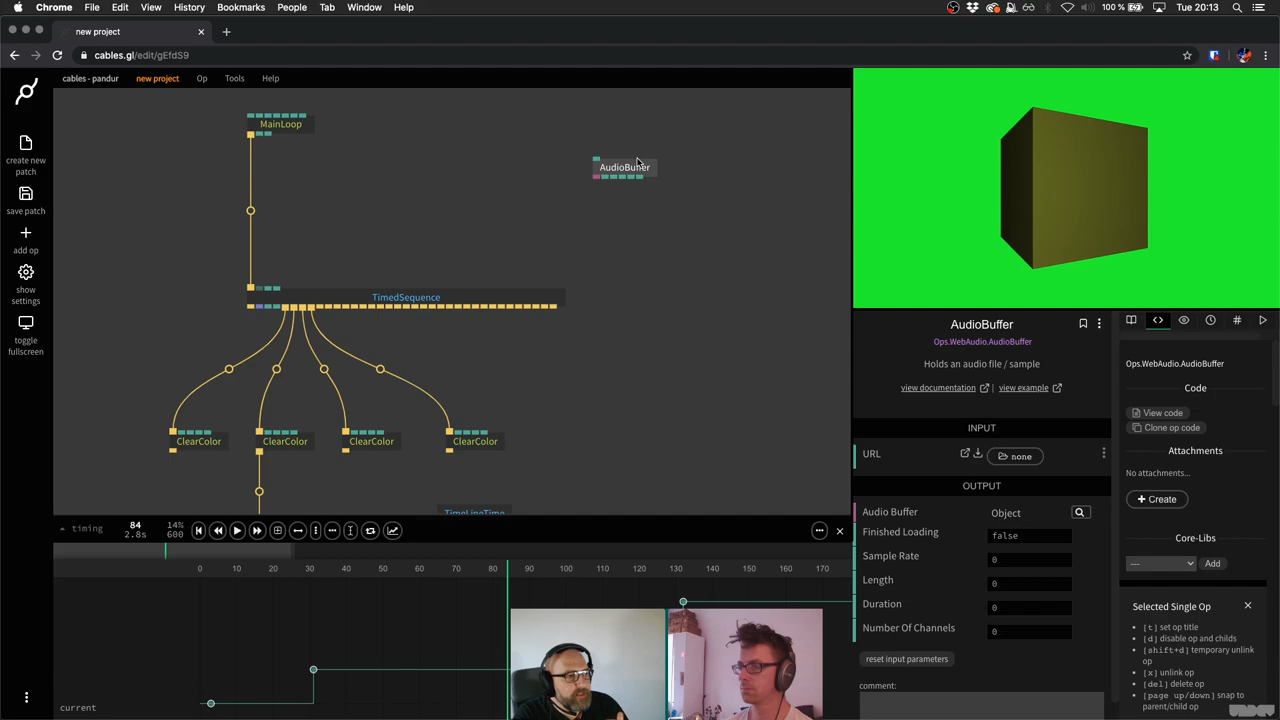 Chrome File Edit View History Bookmarks People Tab Window Help
100 % Tue 20:13
new project
cables.gl/edit/gEfdS9
cables - pandur new project Op Tools Help
create new patch
save patch
add op
show settings
toggle fullscreen
MainLoop
AudioBuffer
TimedSequence
ClearColor ClearColor ClearColor ClearColor
TimeLineTime
AudioBuffer
Ops.WebAudio.AudioBuffer
Holds an audio file / sample
view documentation | view example
INPUT
URL none
OUTPUT
Audio Buffer Object
Finished Loading false
Sample Rate 0
Length 0
Duration 0
Number Of Channels 0
reset input parameters
comment:
Ops.WebAudio.AudioBuffer
Code
View code
Clone op code
Attachments
No attachments...
+ Create
Core-Libs
--- Add
Selected Single Op
[t] set op title
[d] disable op and childs
[shift+d] temporary unlink op
[x] unlink op
[del] delete op
[page up/down] snap to parent/child op
timing 84 2.8s 14% 600
0 10 20 30 40 50 60 70 80 90 100 110 120 130 140 150 160 170
current